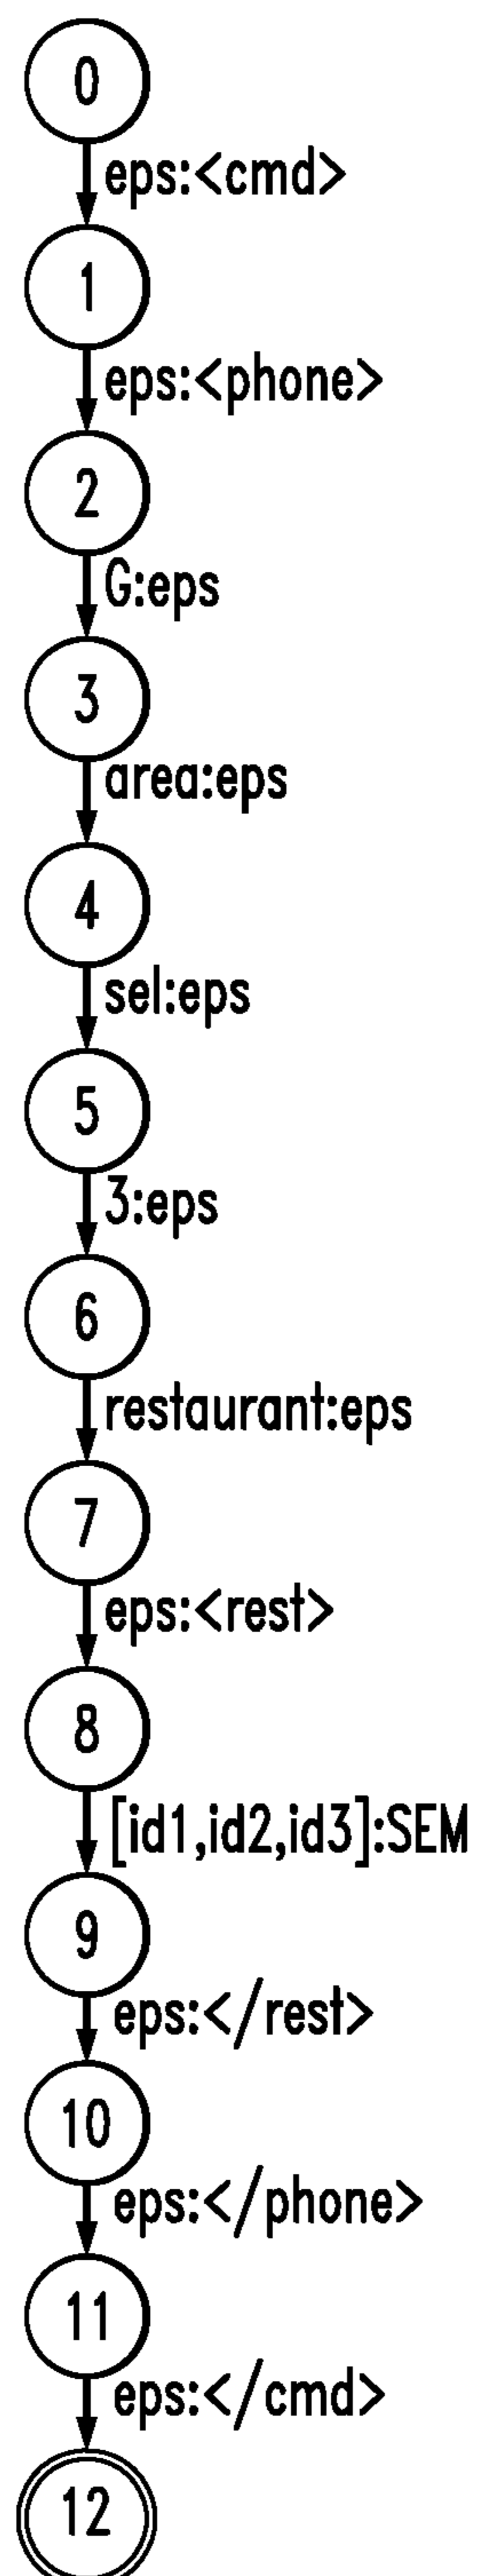 0
eps:<cmd>
1
eps:<phone>
2
G:eps
3
area:eps
4
sel:eps
5
3:eps
6
restaurant:eps
7
eps:<rest>
8
[id1,id2,id3]:SEM
9
eps:</rest>
10
eps:</phone>
11
eps:</cmd>
12